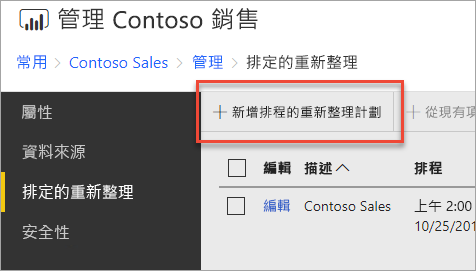 管理 Contoso 銷售
常用 > Contoso Sales > 管理 > 排定的重新整理
屬性
+ 新增排程的重新整理計劃
+ 從現有項
資料來源
編輯 描述 排程
排定的重新整理
編輯 Contoso Sales 上午 2:00
10/25/201
安全性